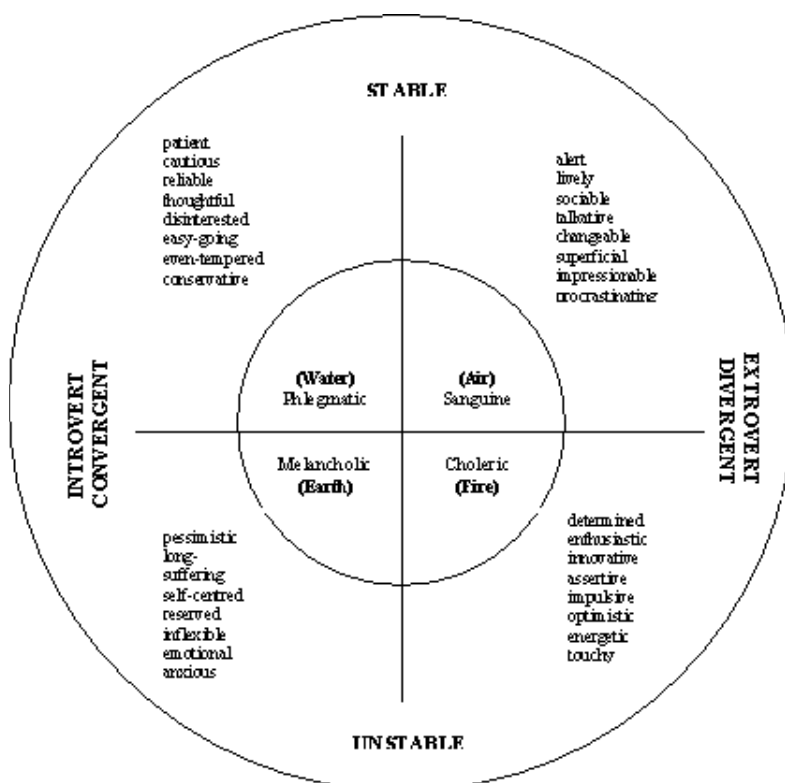 STABLE
patient
cautious
reliable
thoughtful
disinterested
easy-going
even-tempered
conservative
alert
lively
sociable
talkative
changeable
superficial
impressionable
procrastinating
INTROVERT
CONVERGENT
(Water)
Phlegmatic
(Air)
Sanguine
EXTROVERT
DIVERGENT
Melancholic
(Earth)
Choleric
(Fire)
pessimistic
long-
suffering
self-centred
reserved
inflexible
emotional
anxious
determined
enthusiastic
innovative
assertive
impulsive
optimistic
energetic
touchy
UNSTABLE